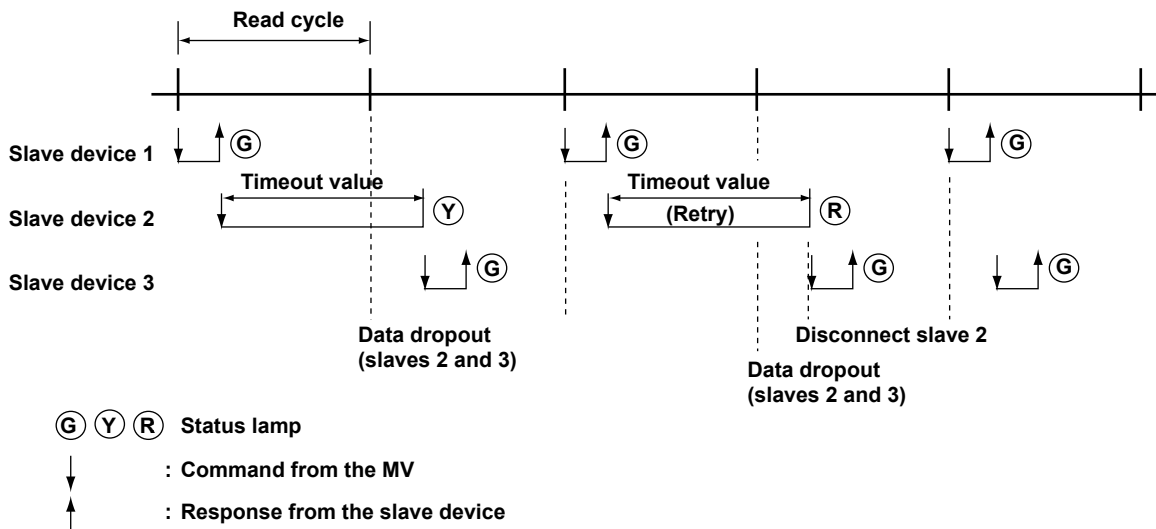 Read cycle
Slave device 1
G
G
G
Timeout value
Timeout value
Slave device 2
Y
(Retry)
R
Slave device 3
G
G
G
Data dropout
(slaves 2 and 3)
Disconnect slave 2
Data dropout
(slaves 2 and 3)
G Y R Status lamp
: Command from the MV
: Response from the slave device